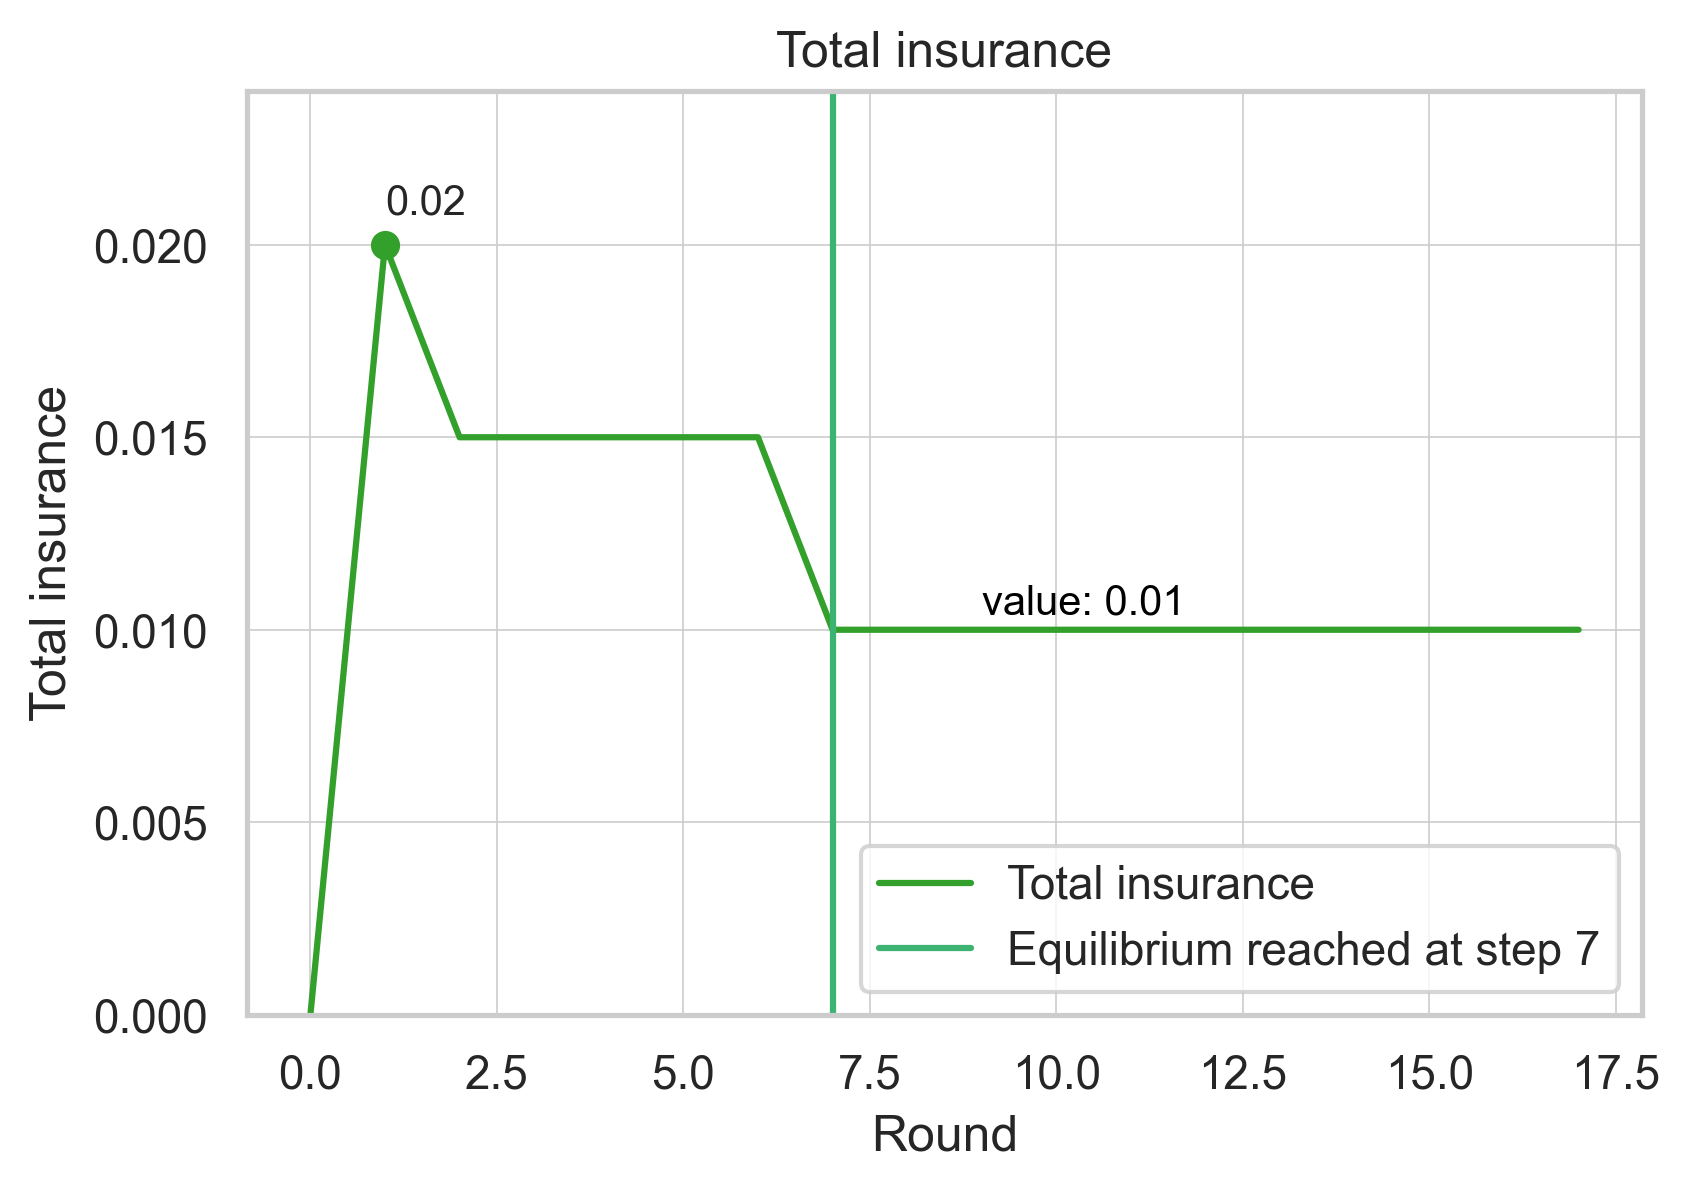 Total insurance
0.02
0.020
0.015
0.010
0.005
0.000
Total insurance
value: 0.01
Total insurance
Equilibrium reached at step 7
0.0 2.5 5.0 7.5 10.0 12.5 15.0 17.5
Round